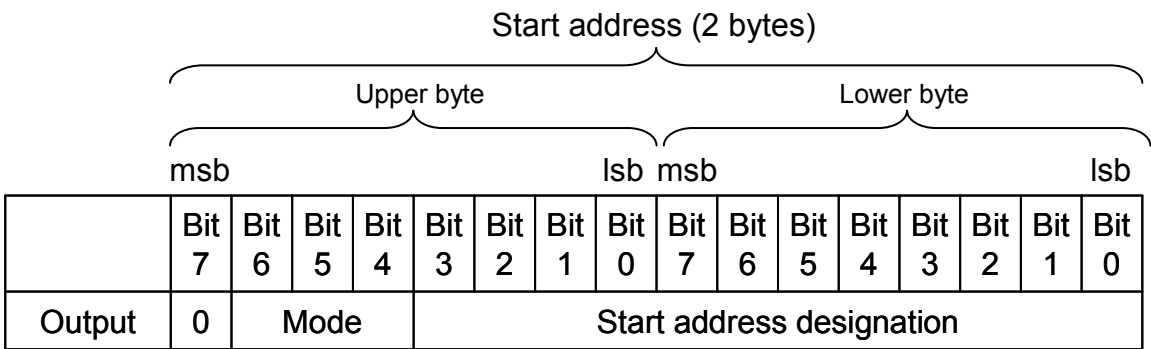 Start address (2 bytes)
Upper byte Lower byte
msb lsb msb lsb
Bit 7 Bit 6 Bit 5 Bit 4 Bit 3 Bit 2 Bit 1 Bit 0 Bit 7 Bit 6 Bit 5 Bit 4 Bit 3 Bit 2 Bit 1 Bit 0
Output 0 Mode Start address designation